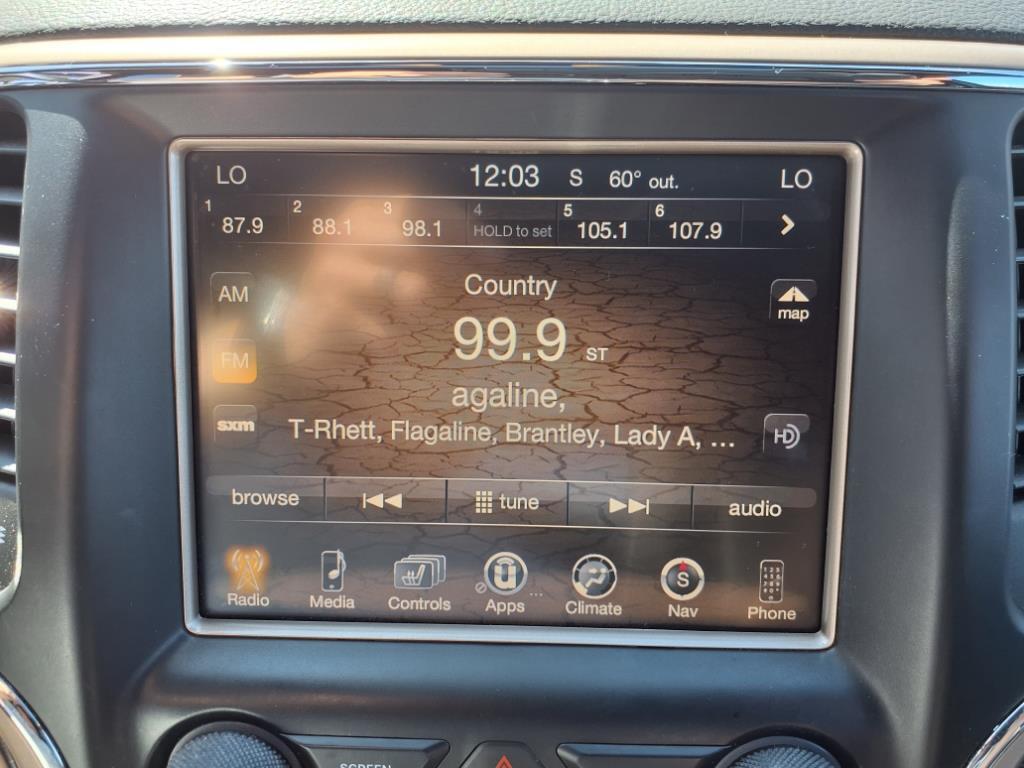 LO 12:03 S 60° out. LO
1 87.9 2 88.1 3 98.1 4 HOLD to set 5 105.1 6 107.9
Country
AM
map
99.9 ST
FM
agaline,
sxm
T-Rhett, Flagaline, Brantley, Lady A, ...
HD
browse tune audio
S
Radio Media Controls Apps ... Climate Nav Phone
SCREEN